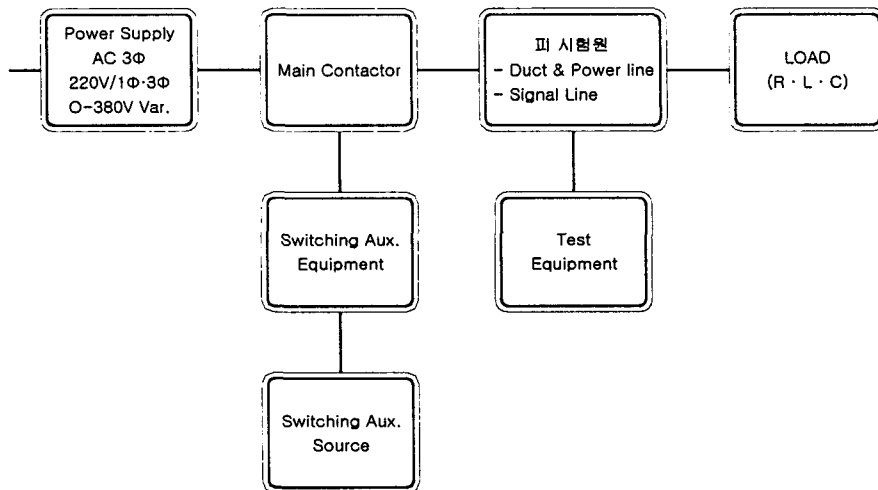 Power Supply
AC 3Φ
220V/1Φ·3Φ
O-380V Var.
Main Contactor
피 시험원
- Duct & Power line
- Signal Line
LOAD
(R · L · C)
Switching Aux.
Equipment
Test
Equipment
Switching Aux.
Source